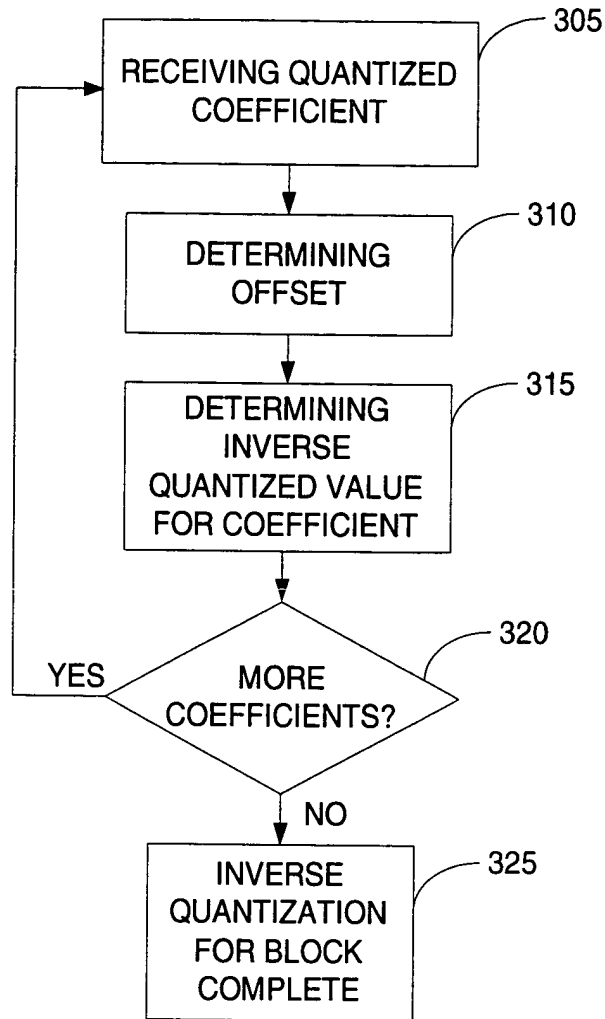 305
RECEIVING QUANTIZED
COEFFICIENT
310
DETERMINING
OFFSET
315
DETERMINING
INVERSE
QUANTIZED VALUE
FOR COEFFICIENT
320
YES
MORE
COEFFICIENTS?
NO
325
INVERSE
QUANTIZATION
FOR BLOCK
COMPLETE